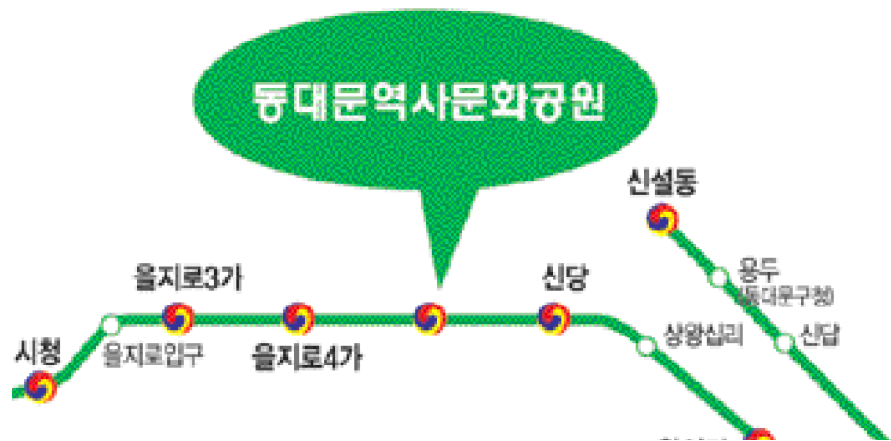 동대문역사문화공원
신설동
을지로3가
신당
용두
(동대문구청)
시청
을지로입구
을지로4가
상왕십리
신답